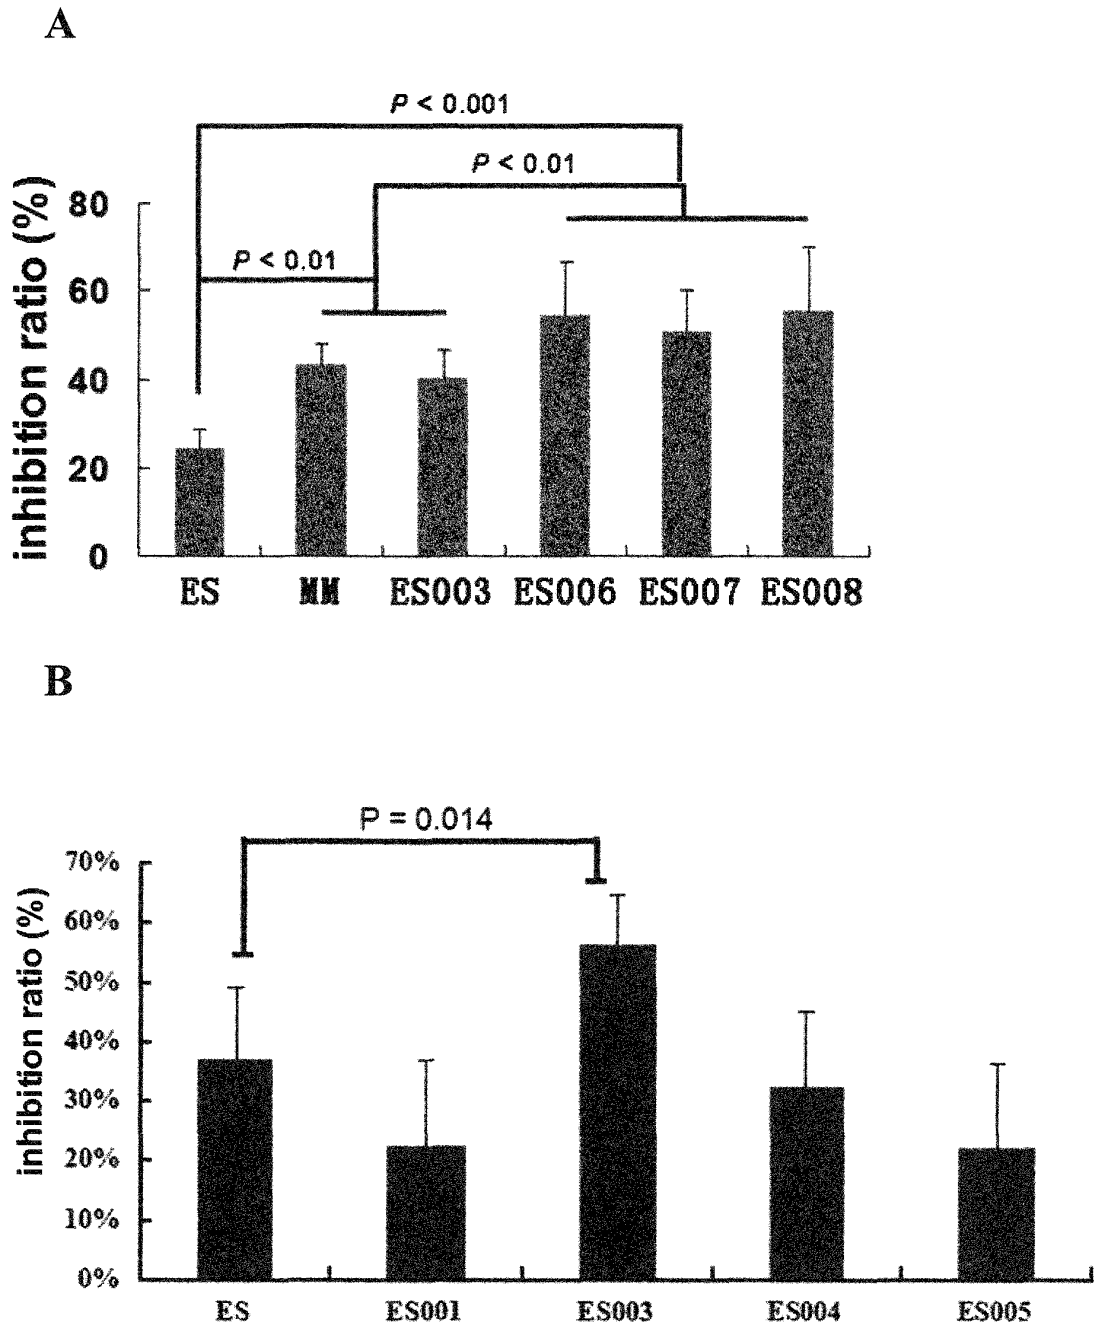 A
P < 0.001
P < 0.01
P < 0.01
inhibition ratio (%)
80
60
40
20
0
ES MM ES003 ES006 ES007 ES008
B
P = 0.014
inhibition ratio (%)
70%
60%
50%
40%
30%
20%
10%
0%
ES ES001 ES003 ES004 ES005